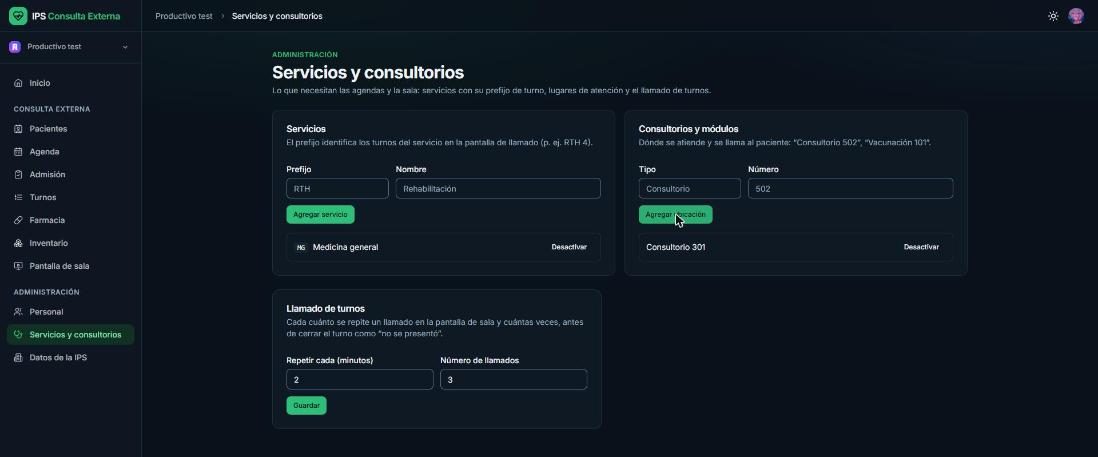 IPS Consulta Externa
Productivo test
Inicio
CONSULTA EXTERNA
Pacientes
Agenda
Admisión
Turnos
Farmacia
Inventario
Pantalla de sala
ADMINISTRACIÓN
Personal
Servicios y consultorios
Datos de la IPS
Productivo test › Servicios y consultorios
ADMINISTRACIÓN
Servicios y consultorios
Lo que necesitan las agendas y la sala: servicios con su prefijo de turno, lugares de atención y el llamado de turnos.
Servicios
El prefijo identifica los turnos del servicio en la pantalla de llamado (p. ej. RTH 4).
Prefijo Nombre
RTH Rehabilitación
Agregar servicio
MG Medicina general Desactivar
Consultorios y módulos
Dónde se atiende y se llama al paciente: “Consultorio 502”, “Vacunación 101”.
Tipo Número
Consultorio 502
Agregar ubicación
Consultorio 301 Desactivar
Llamado de turnos
Cada cuánto se repite un llamado en la pantalla de sala y cuántas veces, antes
de cerrar el turno como “no se presentó”.
Repetir cada (minutos) Número de llamados
2 3
Guardar